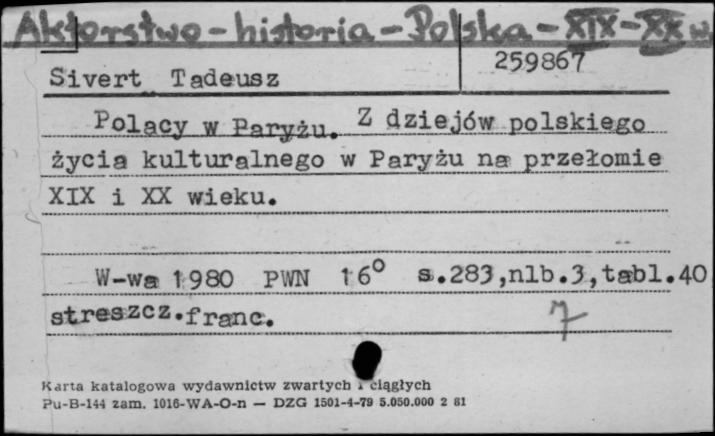 Aktorstwo - historia - Polska - XIX - XX w.
259867
Sivert Tadeusz
Polacy w Paryżu. Z dziejów polskiego
życia kulturalnego w Paryżu na przełomie
XIX i XX wieku.
W-wa 1980 PWN 16° s.283,nlb.3,tabl.40
streszcz.franc.
7
Karta katalogowa wydawnictw zwartych i ciągłych
Pu-B-144 zam. 1016-WA-O-n — DZG 1501-4-79 5.050.000 2 81